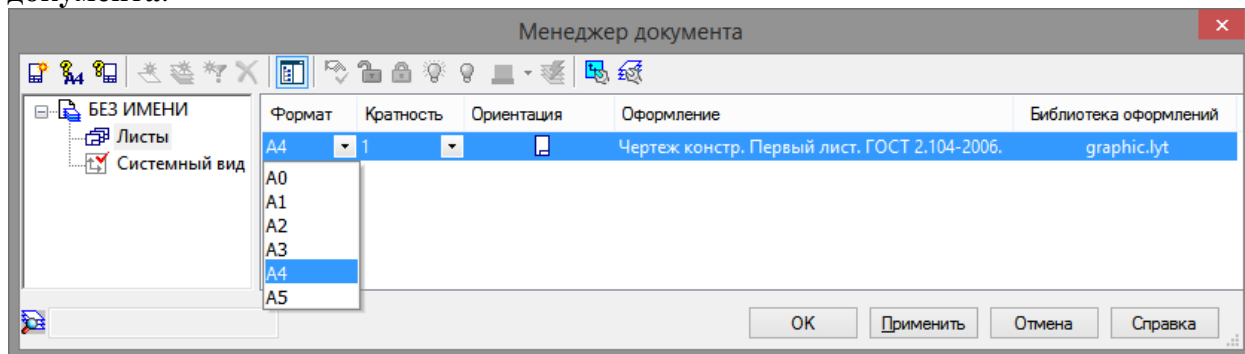 документа.
Менеджер документа
БЕЗ ИМЕНИ
Листы
Системный вид
Формат Кратность Ориентация Оформление Библиотека оформлений
A4 1 Чертеж констр. Первый лист. ГОСТ 2.104-2006. graphic.lyt
A0
A1
A2
A3
A4
A5
OK Применить Отмена Справка